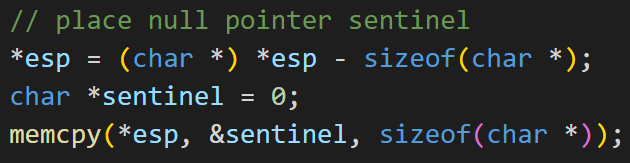 // place null pointer sentinel
*esp = (char *) *esp - sizeof(char *);
char *sentinel = 0;
memcpy(*esp, &sentinel, sizeof(char *));